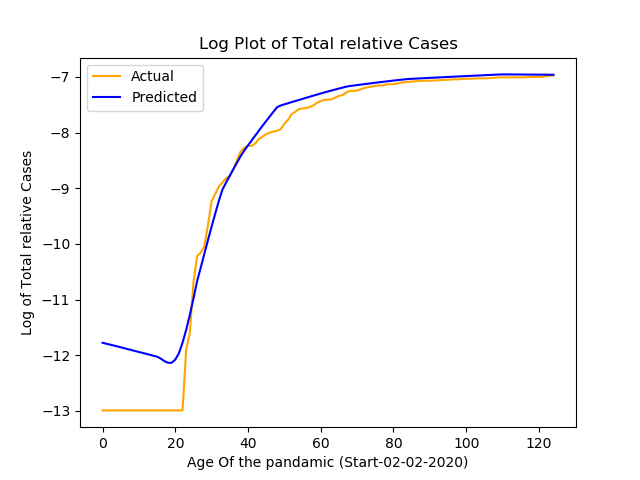 Log Plot of Total relative Cases
Actual
Predicted
Log of Total relative Cases
−7
−8
−9
−10
−11
−12
−13
0 20 40 60 80 100 120
Age Of the pandamic (Start-02-02-2020)